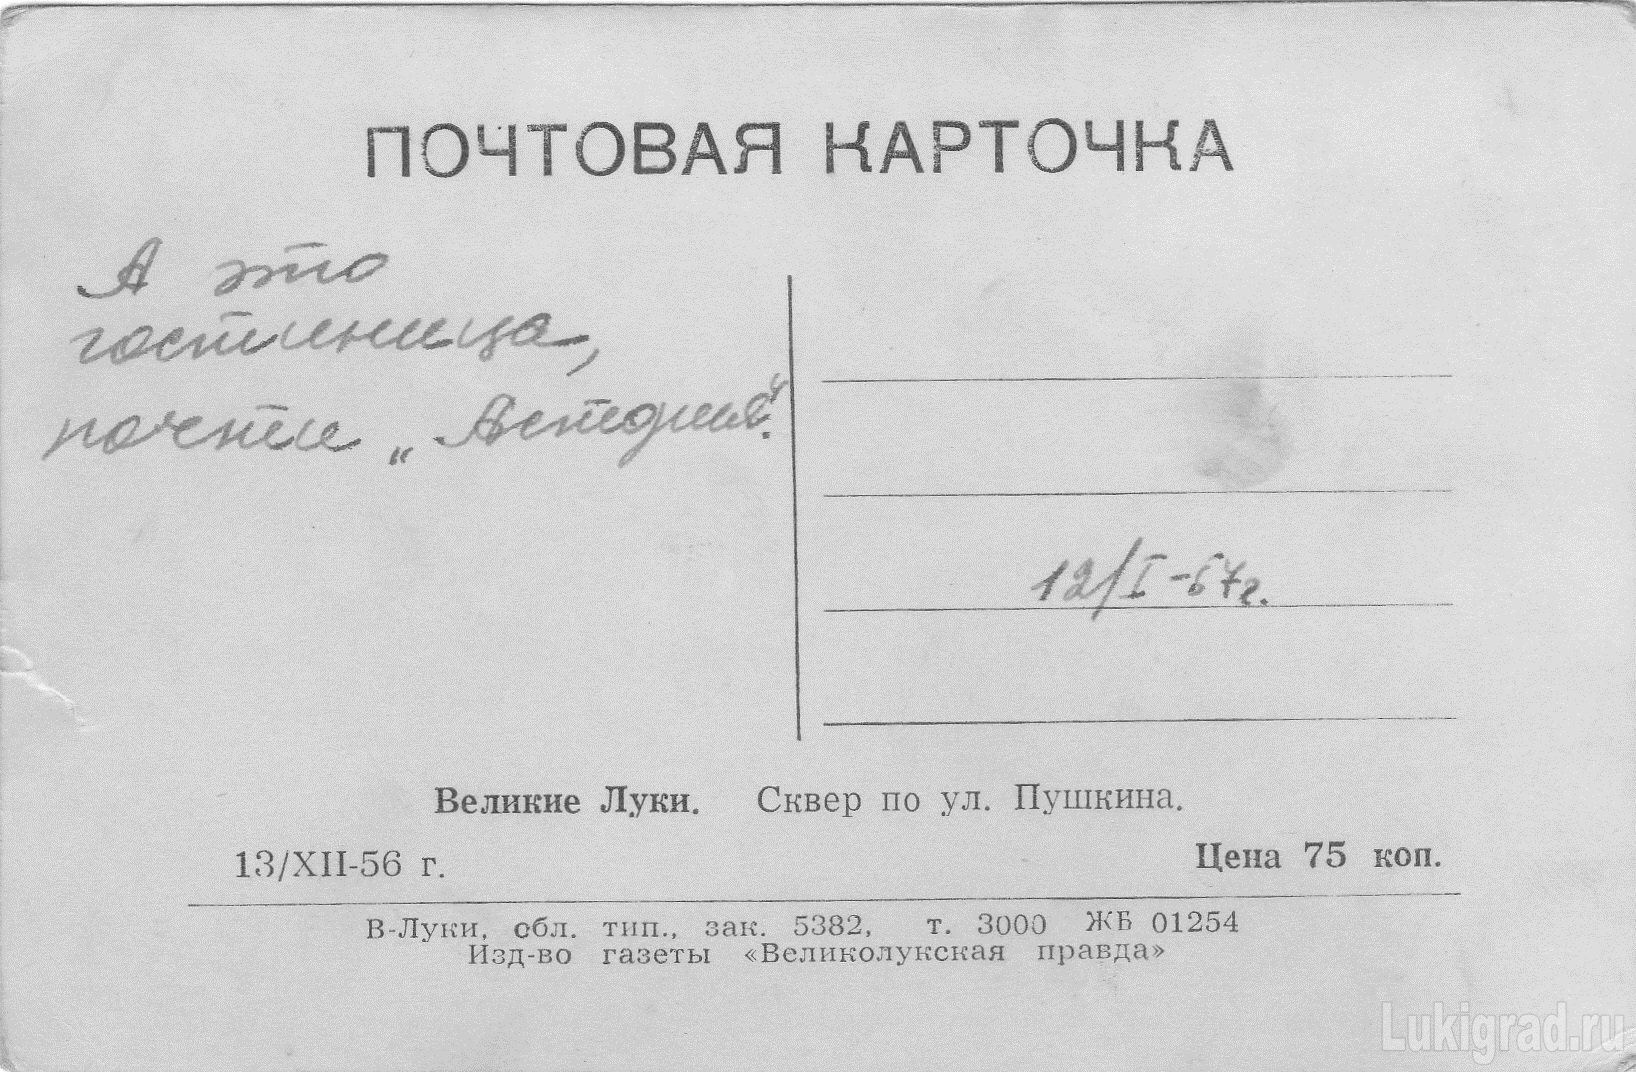 ПОЧТОВАЯ КАРТОЧКА
А это
гостиница,
почти „Астория“.
12/I-57г.
Великие Луки. Сквер по ул. Пушкина.
13/XII-56 г.
Цена 75 коп.
В-Луки, обл. тип., зак. 5382, т. 3000 ЖБ 01254
Изд-во газеты «Великолукская правда»
Lukigrad.ru